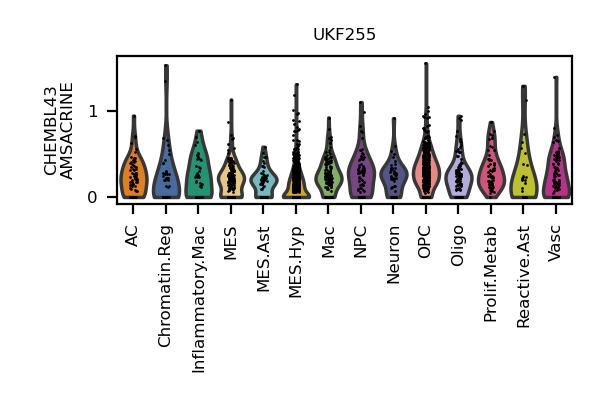 UKF255
CHEMBL43
AMSACRINE
1
0
AC
Chromatin.Reg
Inflammatory.Mac
MES
MES.Ast
MES.Hyp
Mac
NPC
Neuron
OPC
Oligo
Prolif.Metab
Reactive.Ast
Vasc